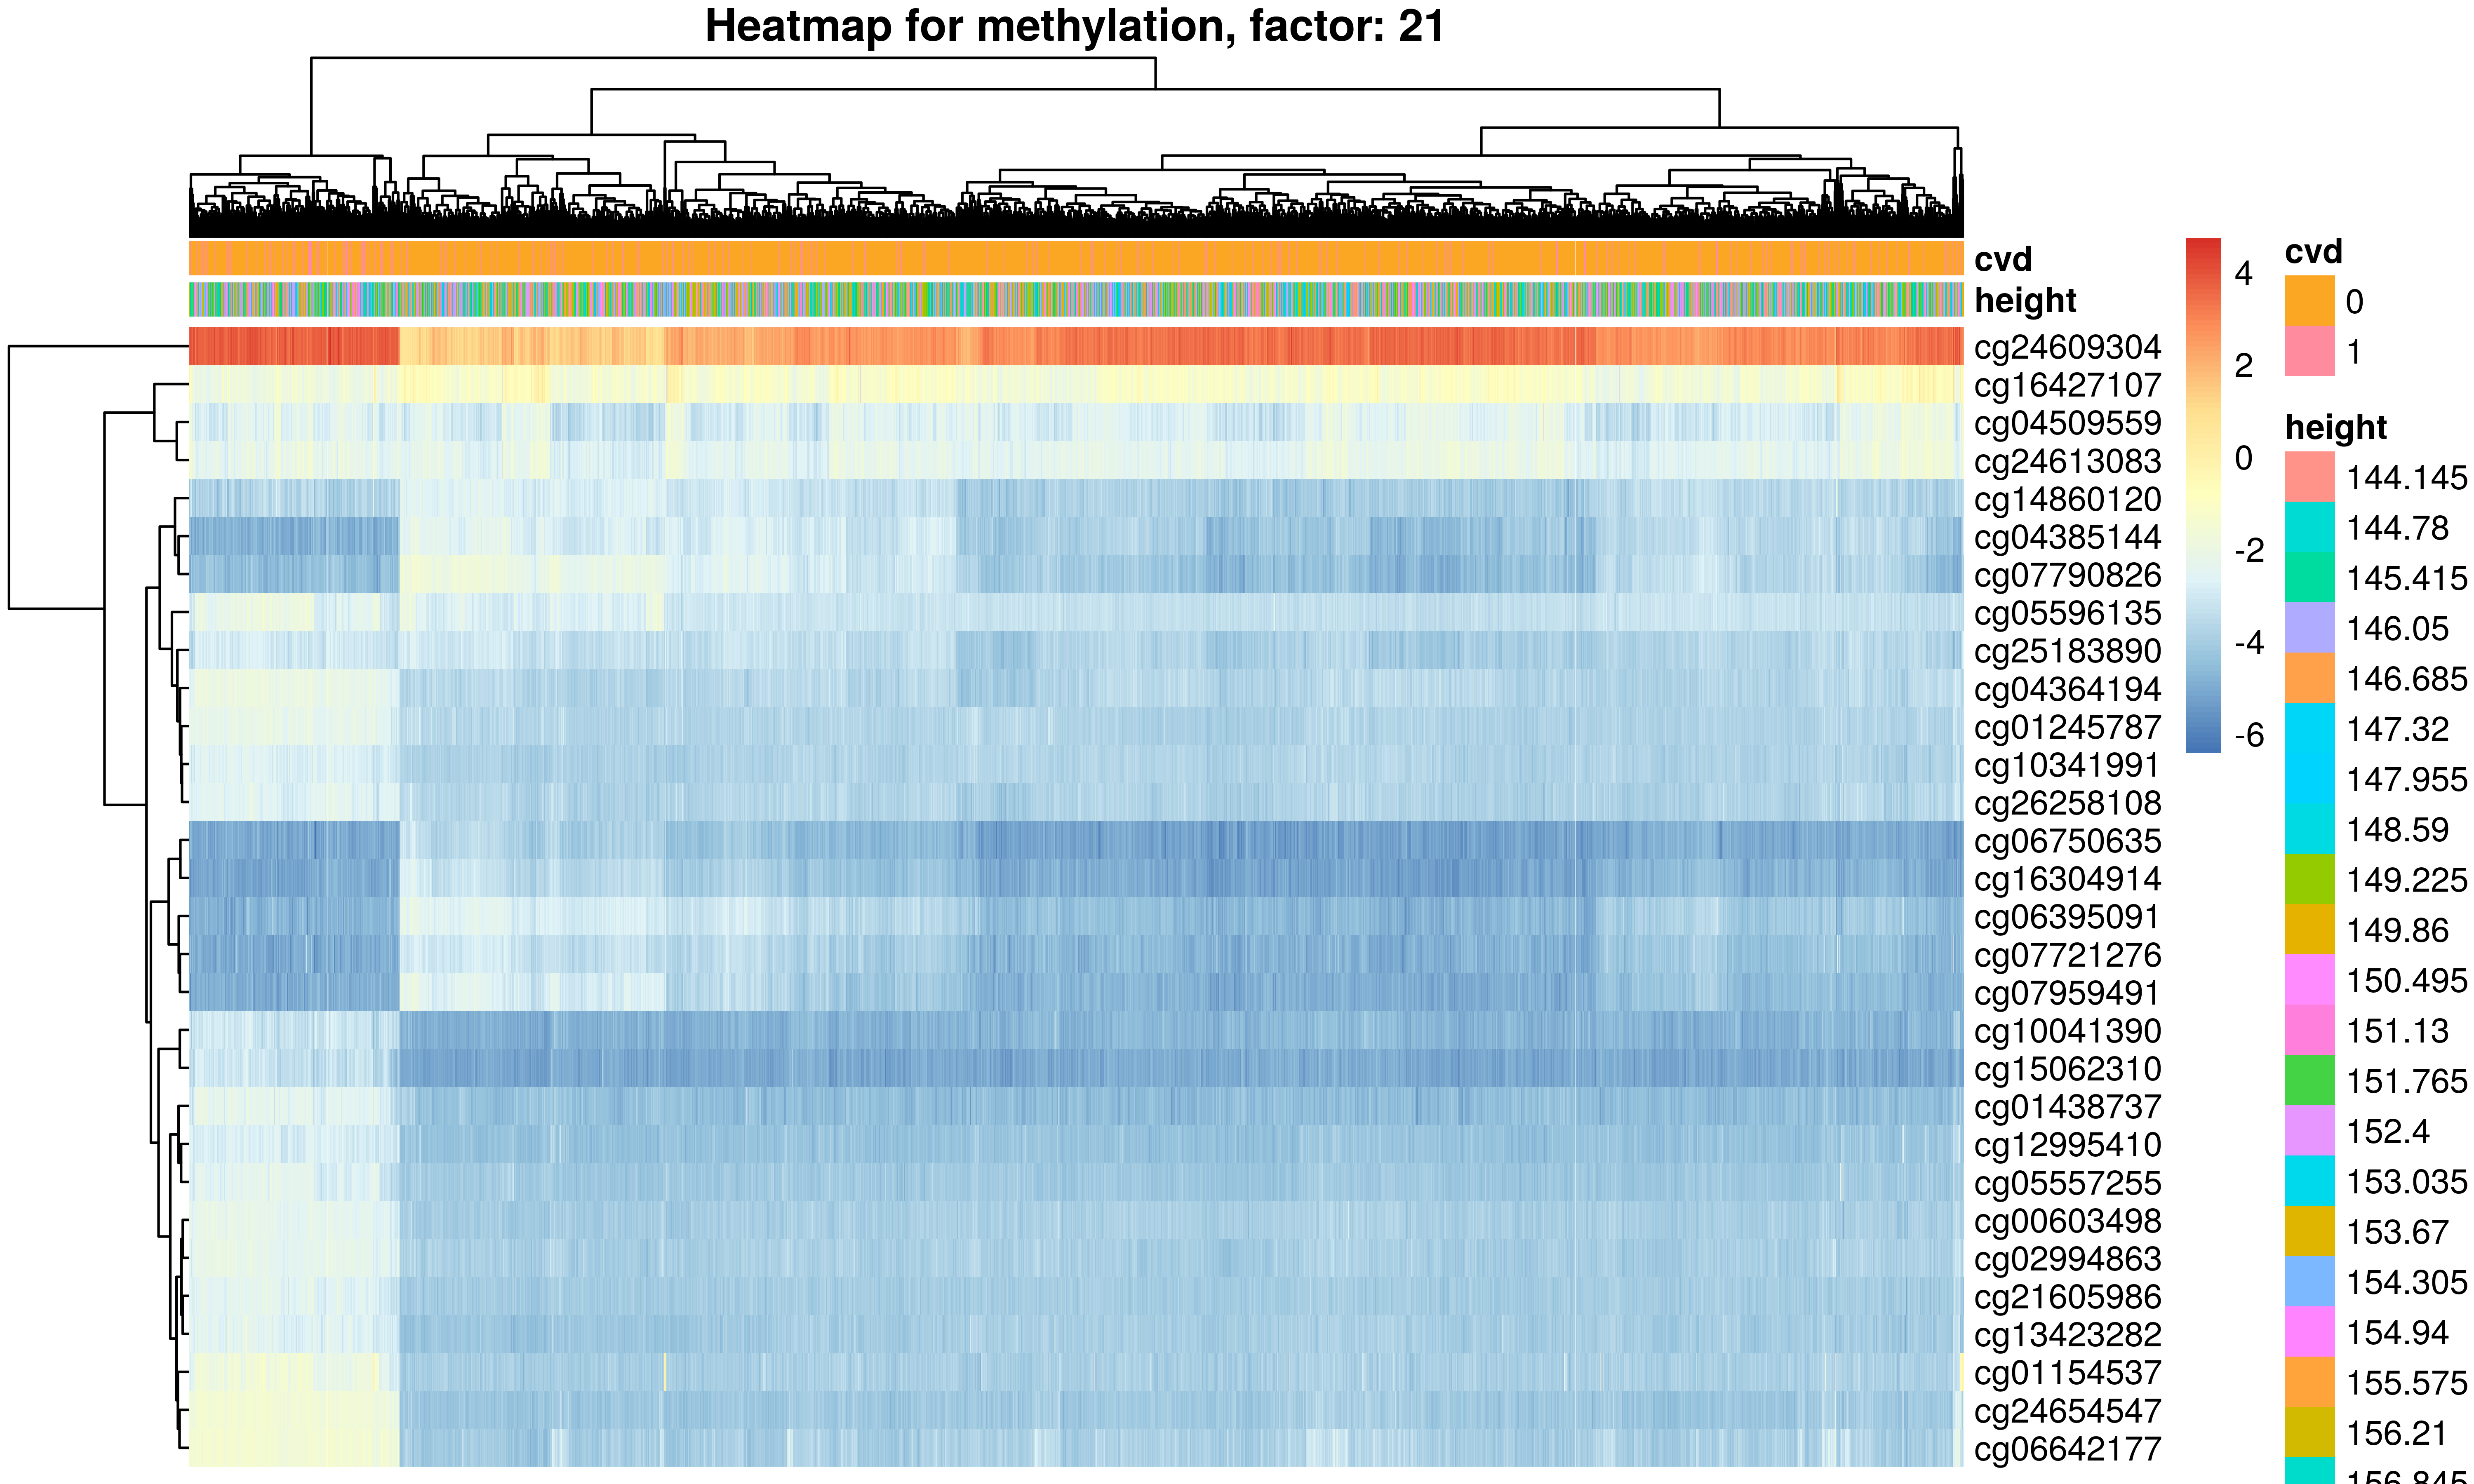 Heatmap for methylation, factor: 21
cvd
height
cg24609304
cg16427107
cg04509559
cg24613083
cg14860120
cg04385144
cg07790826
cg05596135
cg25183890
cg04364194
cg01245787
cg10341991
cg26258108
cg06750635
cg16304914
cg06395091
cg07721276
cg07959491
cg10041390
cg15062310
cg01438737
cg12995410
cg05557255
cg00603498
cg02994863
cg21605986
cg13423282
cg01154537
cg24654547
cg06642177
4
2
0
-2
-4
-6
cvd
0
1
height
144.145
144.78
145.415
146.05
146.685
147.32
147.955
148.59
149.225
149.86
150.495
151.13
151.765
152.4
153.035
153.67
154.305
154.94
155.575
156.21
156.845